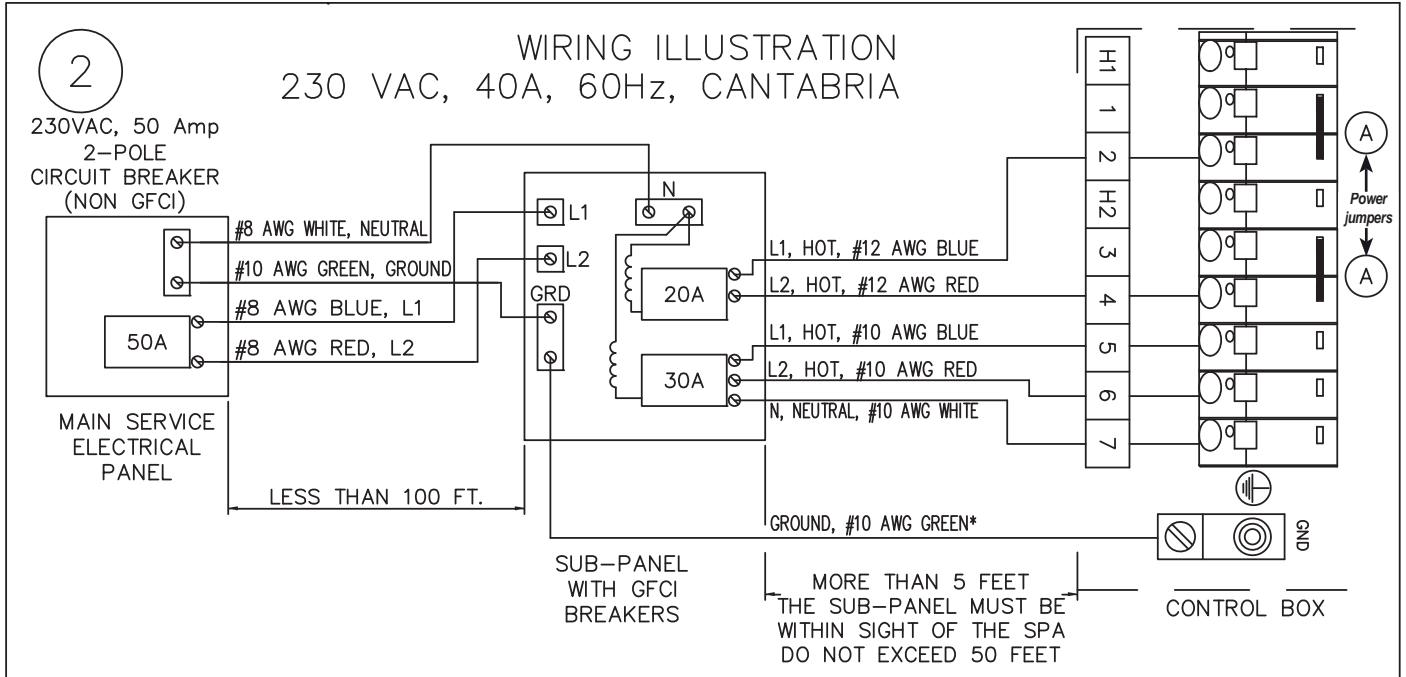 2
WIRING ILLUSTRATION
230 VAC, 40A, 60Hz, CANTABRIA
230VAC, 50 Amp
2-POLE
CIRCUIT BREAKER
(NON GFCI)
#8 AWG WHITE, NEUTRAL
#10 AWG GREEN, GROUND
#8 AWG BLUE, L1
#8 AWG RED, L2
50A
MAIN SERVICE
ELECTRICAL
PANEL
LESS THAN 100 FT.
L1
L2
GRD
N
20A
30A
SUB-PANEL
WITH GFCI
BREAKERS
L1, HOT, #12 AWG BLUE
L2, HOT, #12 AWG RED
L1, HOT, #10 AWG BLUE
L2, HOT, #10 AWG RED
N, NEUTRAL, #10 AWG WHITE
GROUND, #10 AWG GREEN*
MORE THAN 5 FEET
THE SUB-PANEL MUST BE
WITHIN SIGHT OF THE SPA
DO NOT EXCEED 50 FEET
H1
1
2
H2
3
4
5
6
7
A
Power
jumpers
A
GND
CONTROL BOX